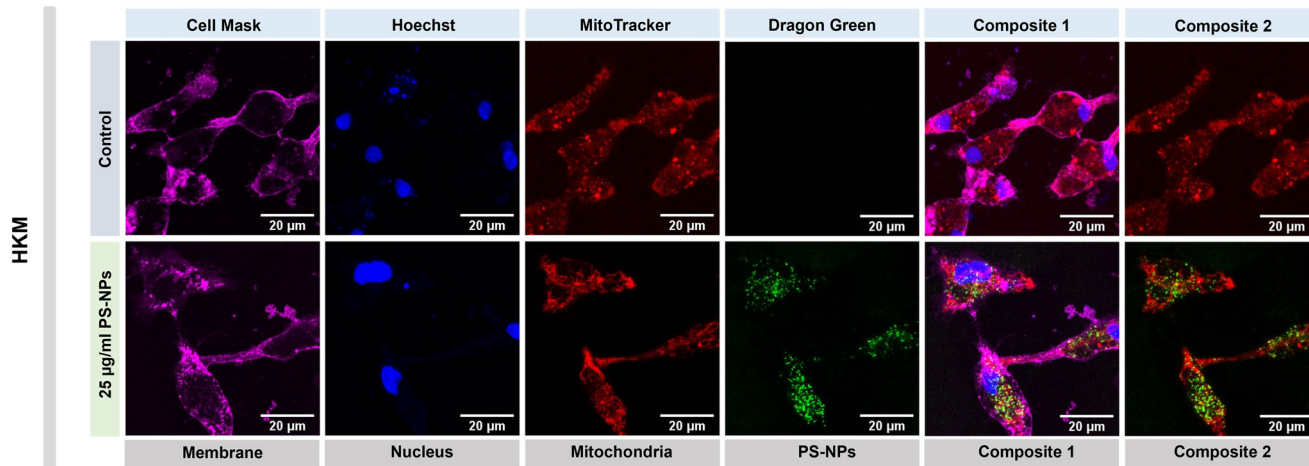 Cell Mask Hoechst MitoTracker Dragon Green Composite 1 Composite 2
HKM
Control
20 µm 20 µm 20 µm 20 µm 20 µm 20 µm
25 µg/ml PS-NPs
20 µm 20 µm 20 µm 20 µm 20 µm 20 µm
Membrane Nucleus Mitochondria PS-NPs Composite 1 Composite 2